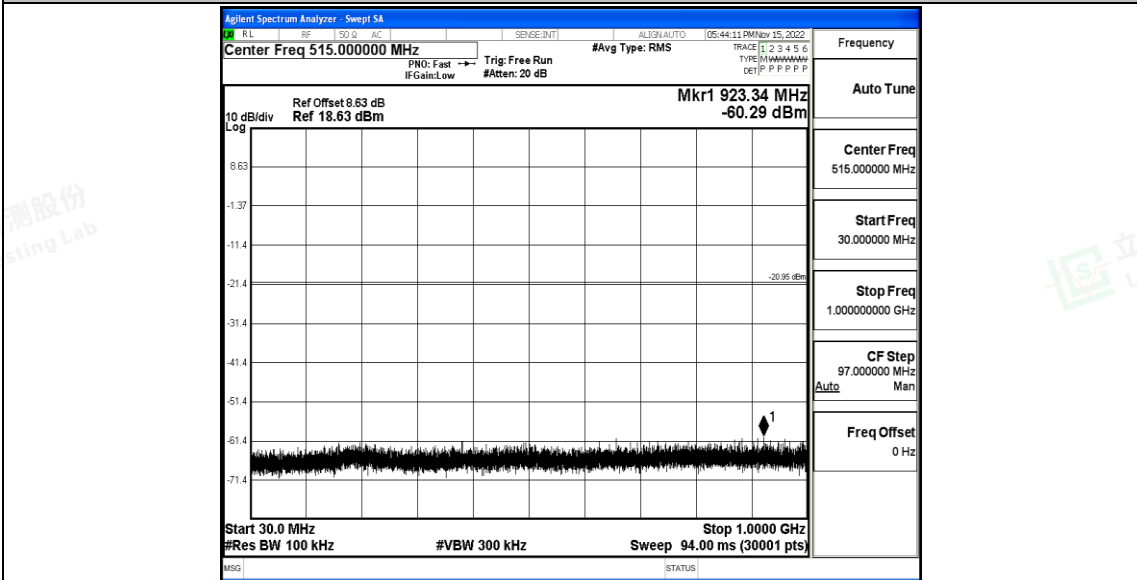 Agilent Spectrum Analyzer - Swept SA
RL RF 50 Ω AC SENSE:INT ALIGN AUTO 05:44:11 PM Nov 15, 2022
Center Freq 515.000000 MHz
#Avg Type: RMS
TRACE 1 2 3 4 5 6
PNO: Fast Trig: Free Run
TYPE M WWWWW
IFGain:Low #Atten: 20 dB
DET P P P P P P
Mkr1 923.34 MHz
Ref Offset 8.63 dB
-60.29 dBm
10 dB/div Ref 18.63 dBm
Log
8.63
-1.37
-11.4
-20.95 dBm
-21.4
-31.4
-41.4
-51.4
1
-61.4
-71.4
Start 30.0 MHz Stop 1.0000 GHz
#Res BW 100 kHz #VBW 300 kHz Sweep 94.00 ms (30001 pts)
MSG STATUS
Frequency
Auto Tune
Center Freq
515.000000 MHz
Start Freq
30.000000 MHz
Stop Freq
1.000000000 GHz
CF Step
97.000000 MHz
Auto Man
Freq Offset
0 Hz
测股份
sting Lab
立
L